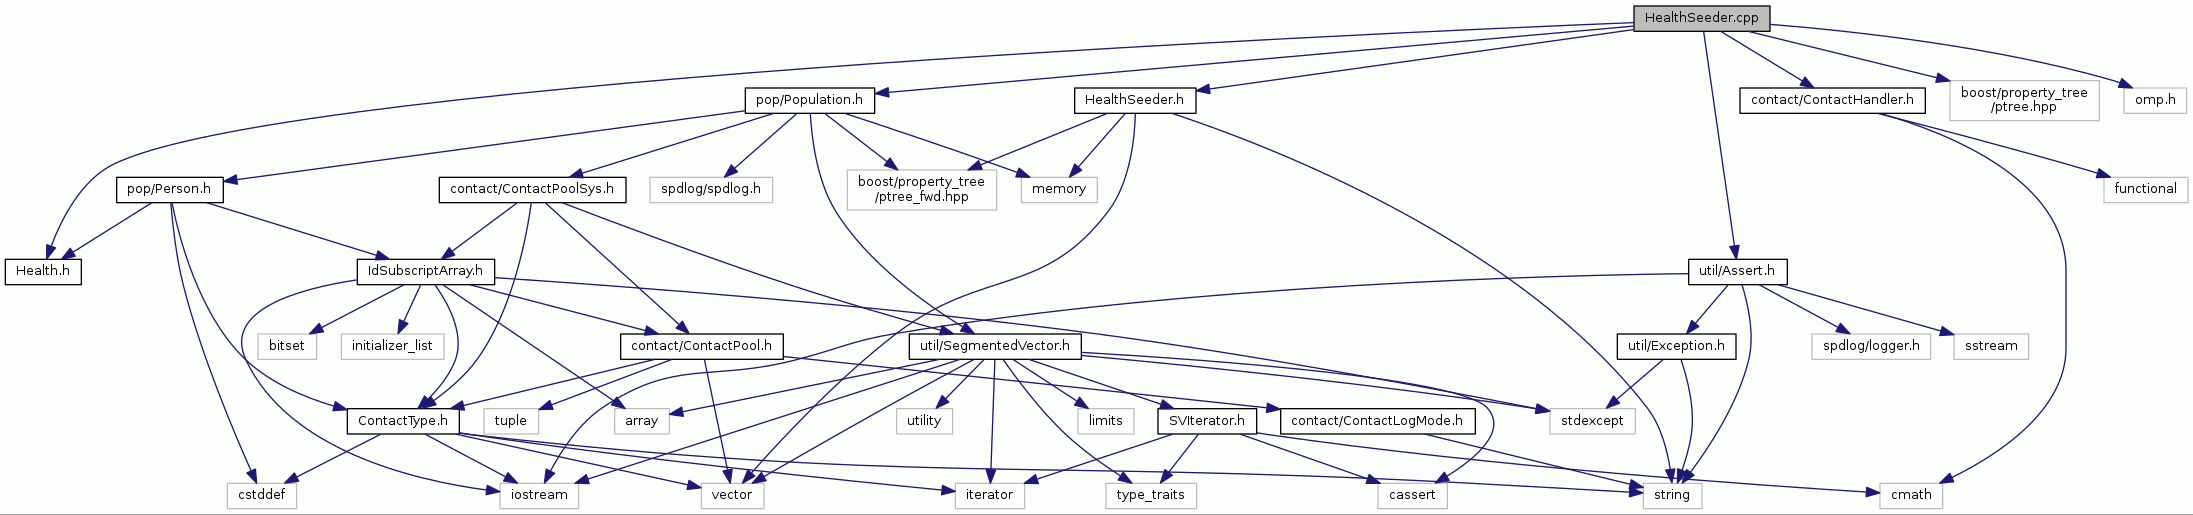 HealthSeeder.cpp
pop/Population.h
HealthSeeder.h
contact/ContactHandler.h
boost/property_tree
/ptree.hpp
omp.h
pop/Person.h
contact/ContactPoolSys.h
spdlog/spdlog.h
boost/property_tree
/ptree_fwd.hpp
memory
functional
Health.h
IdSubscriptArray.h
util/Assert.h
bitset
initializer_list
contact/ContactPool.h
util/SegmentedVector.h
util/Exception.h
spdlog/logger.h
sstream
ContactType.h
tuple
array
utility
limits
SVIterator.h
contact/ContactLogMode.h
stdexcept
cstddef
iostream
vector
iterator
type_traits
cassert
string
cmath